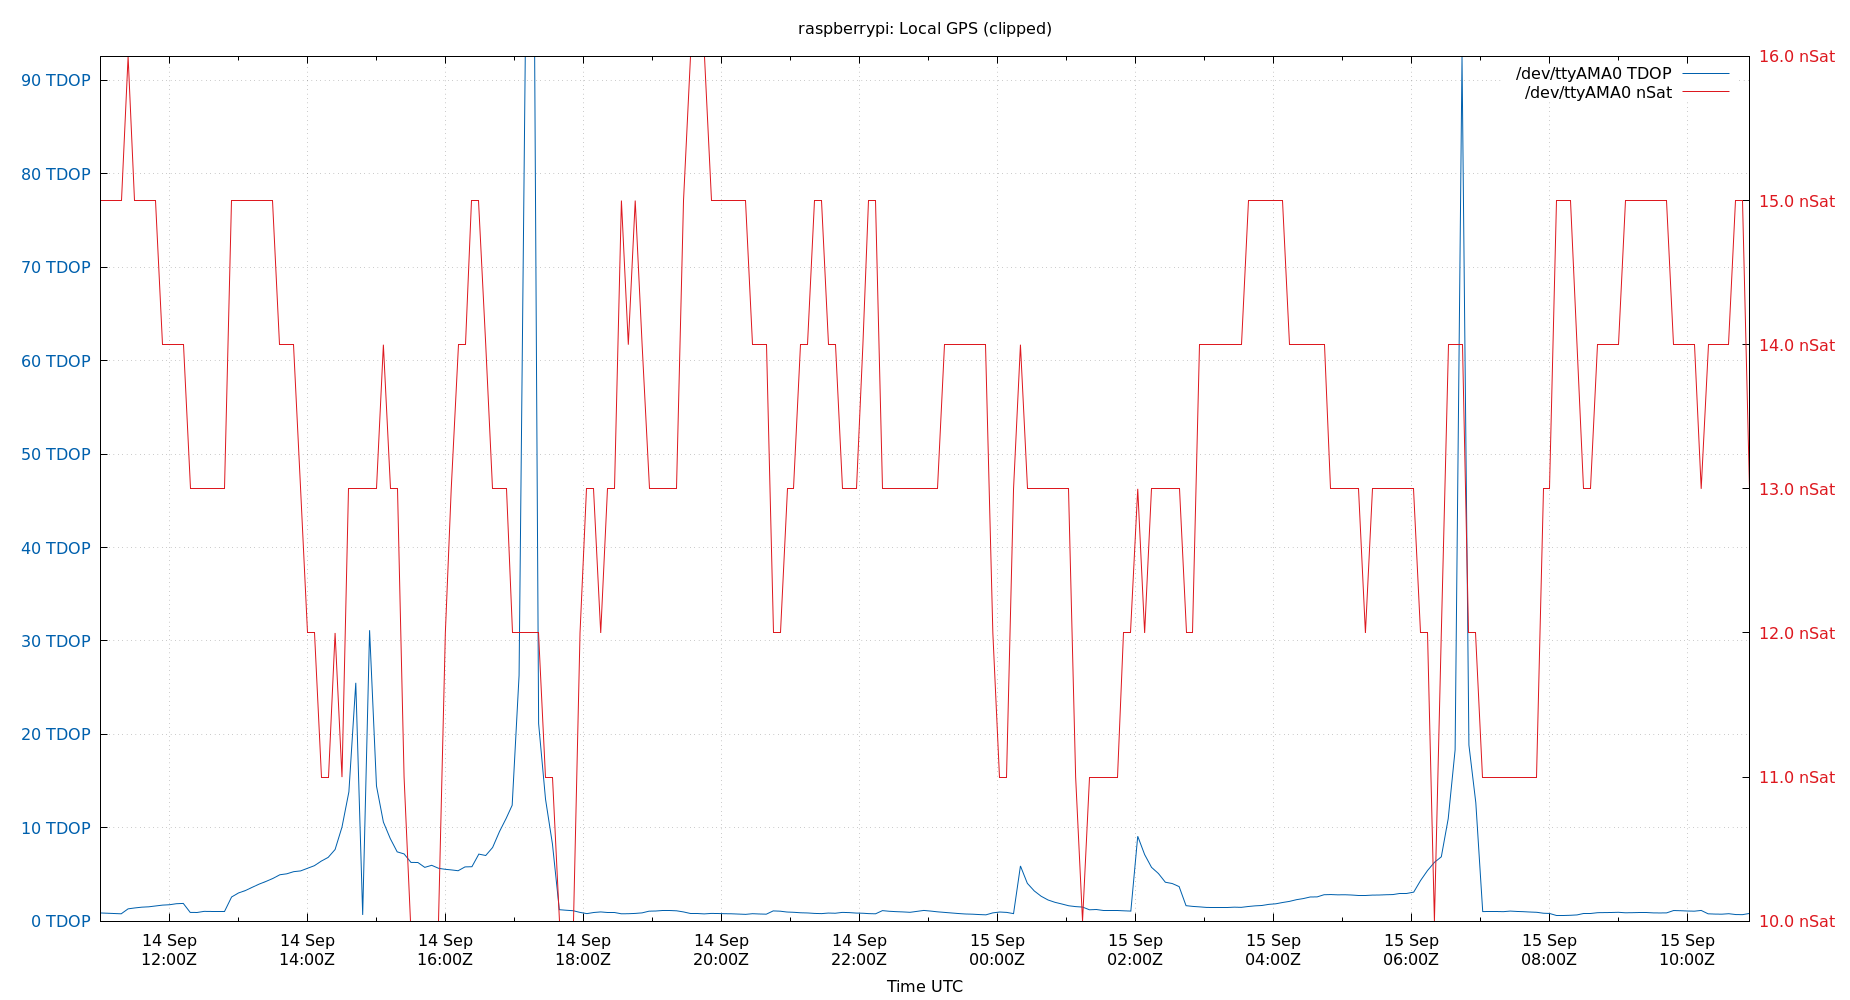 raspberrypi: Local GPS (clipped)
90 TDOP
80 TDOP
70 TDOP
60 TDOP
50 TDOP
40 TDOP
30 TDOP
20 TDOP
10 TDOP
0 TDOP
/dev/ttyAMA0 TDOP
/dev/ttyAMA0 nSat
16.0 nSat
15.0 nSat
14.0 nSat
13.0 nSat
12.0 nSat
11.0 nSat
10.0 nSat
14 Sep 14 Sep 14 Sep 14 Sep 14 Sep 14 Sep 15 Sep 15 Sep 15 Sep 15 Sep 15 Sep 15 Sep
12:00Z 14:00Z 16:00Z 18:00Z 20:00Z 22:00Z 00:00Z 02:00Z 04:00Z 06:00Z 08:00Z 10:00Z
Time UTC